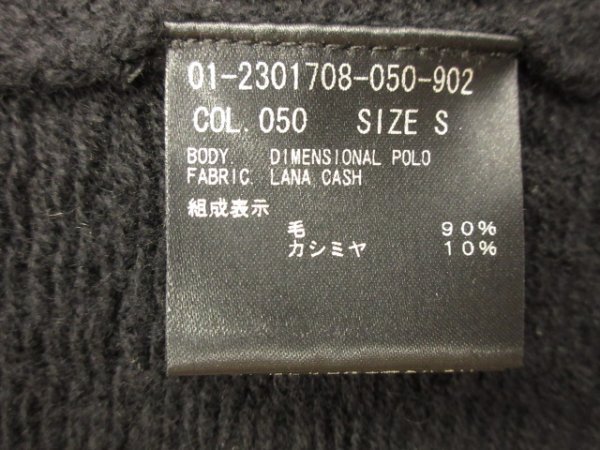 01-2301708-050-902
COL. 050 SIZE S
BODY. DIMENSIONAL POLO
FABRIC. LANA CASH
組成表示
毛 90%
カシミヤ 10%